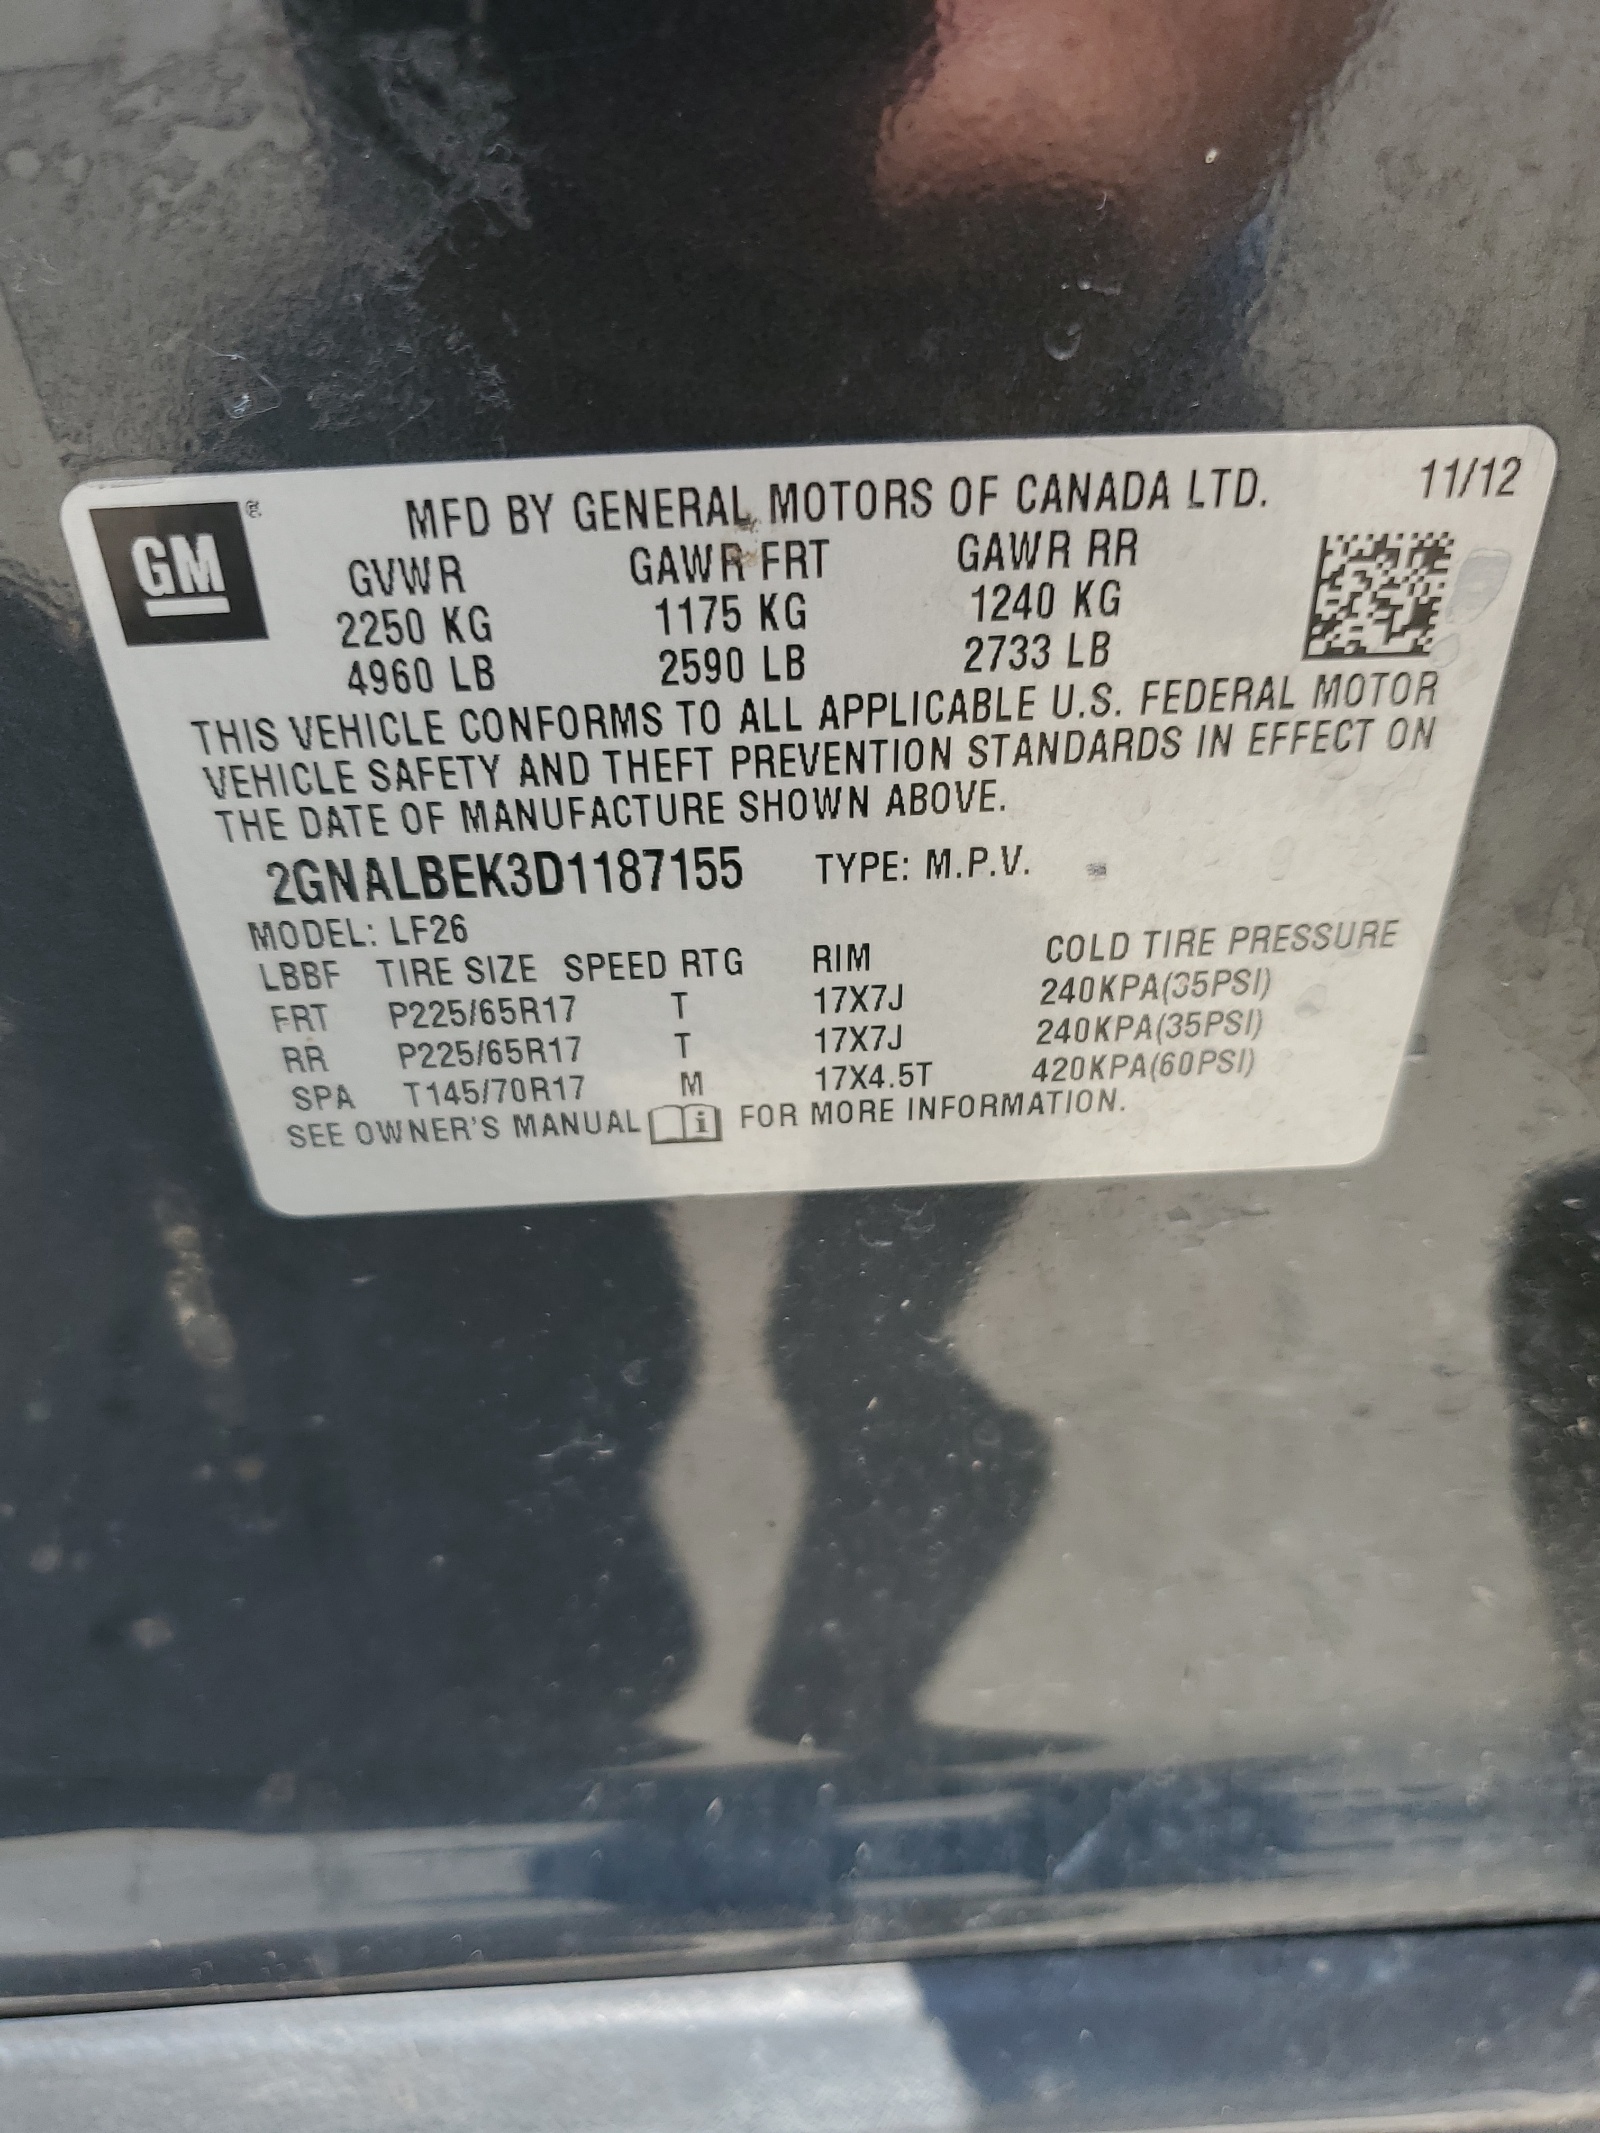 GM ®
MFD BY GENERAL MOTORS OF CANADA LTD. 11/12
GVWR GAWR FRT GAWR RR
2250 KG 1175 KG 1240 KG
4960 LB 2590 LB 2733 LB
THIS VEHICLE CONFORMS TO ALL APPLICABLE U.S. FEDERAL MOTOR
VEHICLE SAFETY AND THEFT PREVENTION STANDARDS IN EFFECT ON
THE DATE OF MANUFACTURE SHOWN ABOVE.
2GNALBEK3D1187155 TYPE: M.P.V.
MODEL: LF26
LBBF TIRE SIZE SPEED RTG RIM COLD TIRE PRESSURE
FRT P225/65R17 T 17X7J 240KPA(35PSI)
RR P225/65R17 T 17X7J 240KPA(35PSI)
SPA T145/70R17 M 17X4.5T 420KPA(60PSI)
SEE OWNER'S MANUAL i FOR MORE INFORMATION.